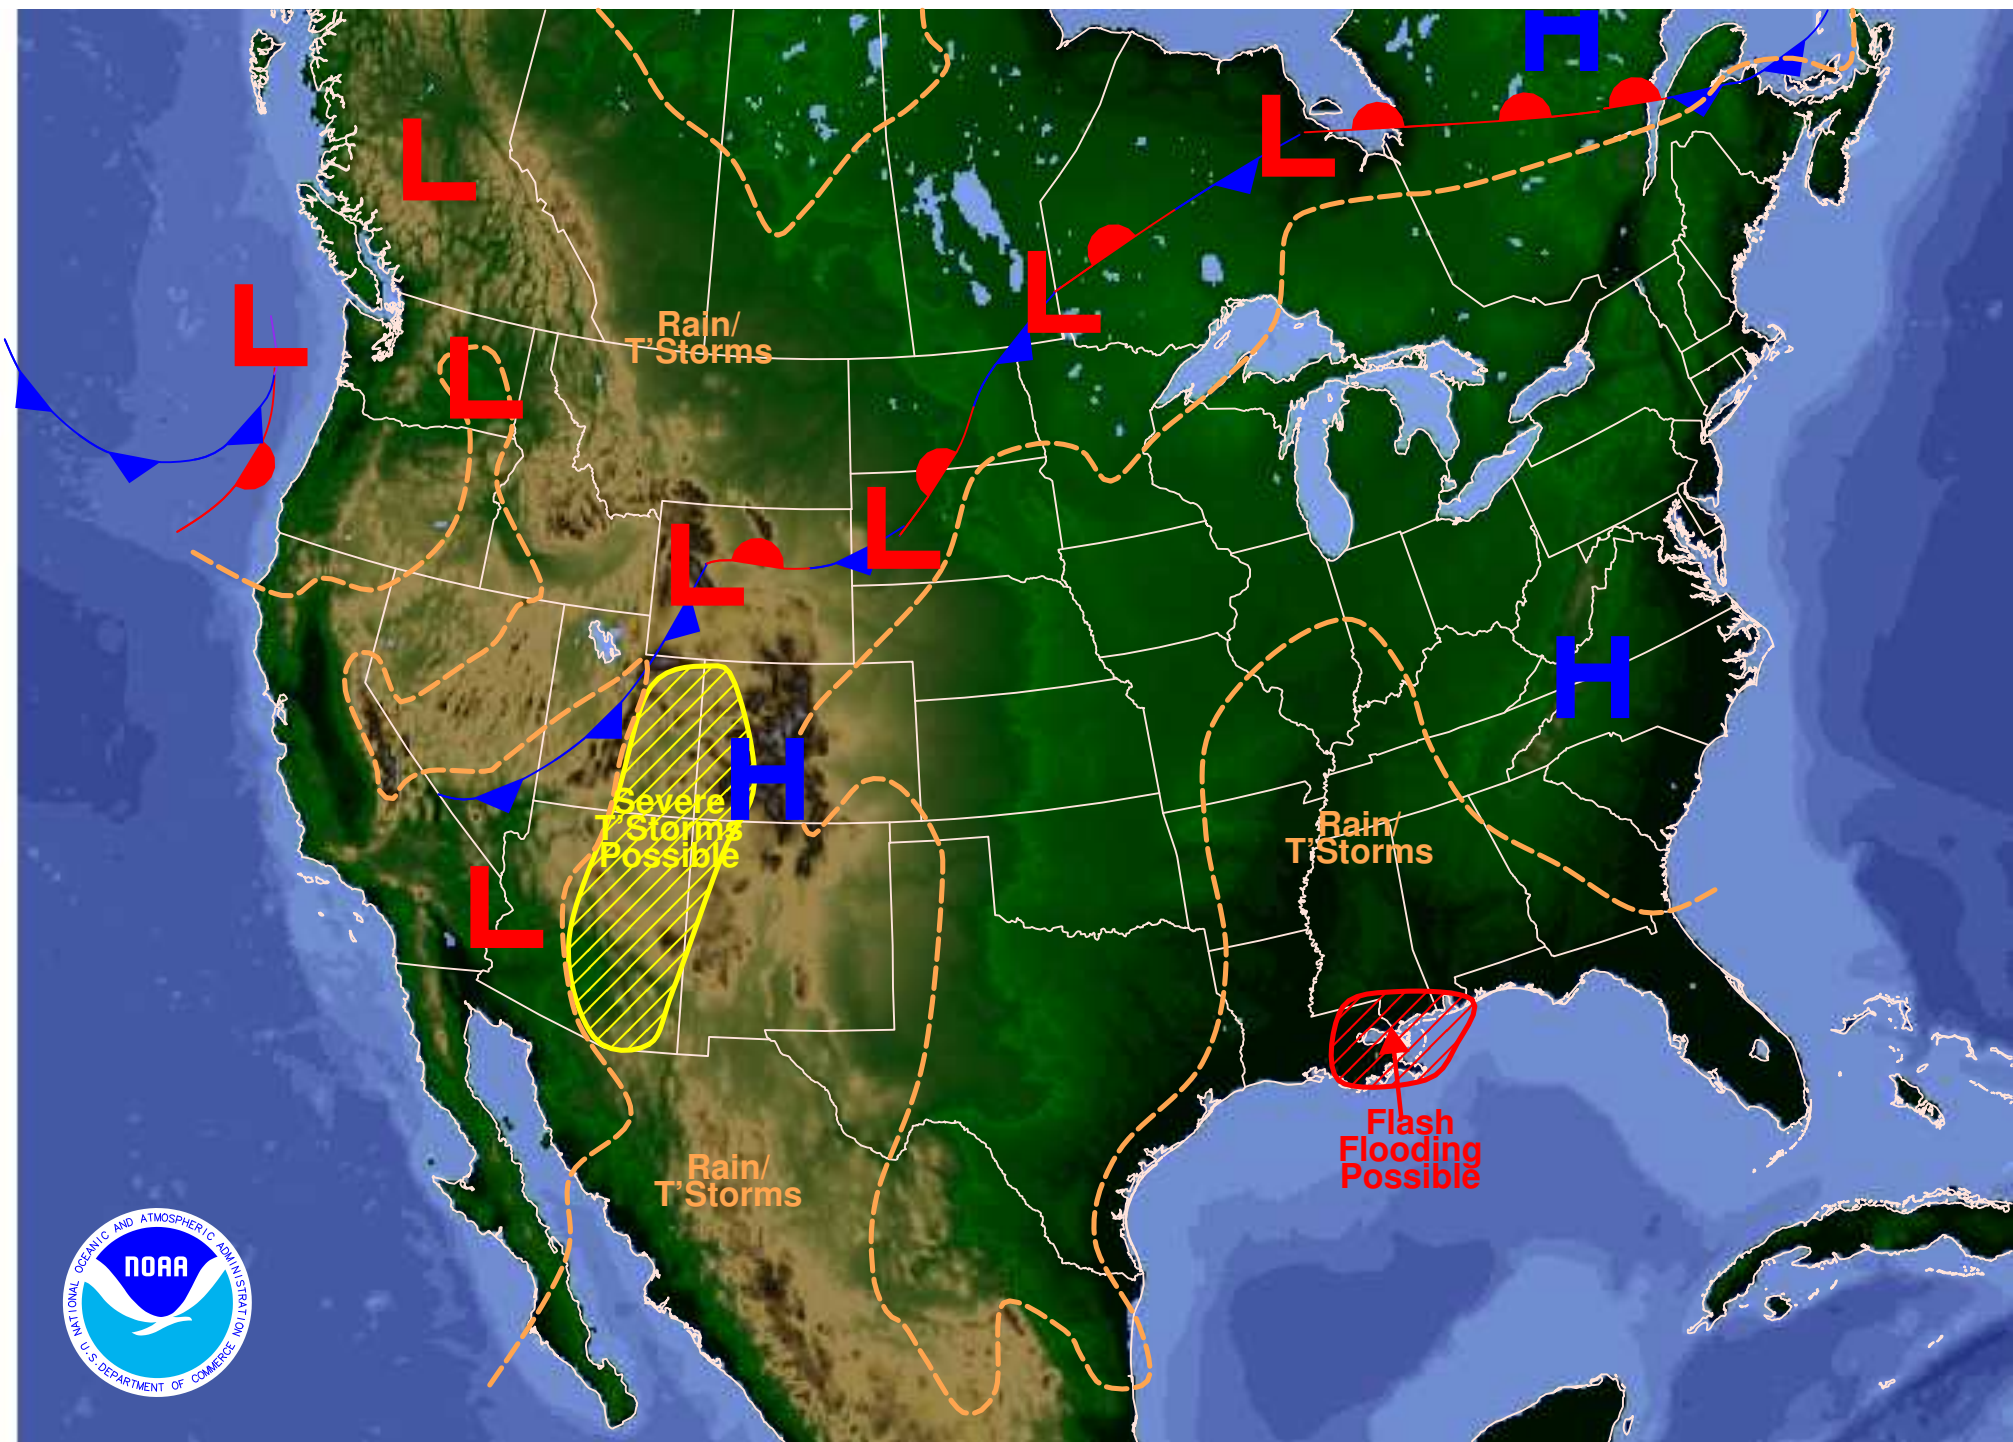 H
L
L
L
L
Rain/
T'Storms
L
L
L
H
H
Severe
T'Storms
Possible
Rain/
T'Storms
L
Flash
Flooding
Possible
Rain/
T'Storms
NATIONAL OCEANIC AND ATMOSPHERIC ADMINISTRATION
NOAA
U.S. DEPARTMENT OF COMMERCE